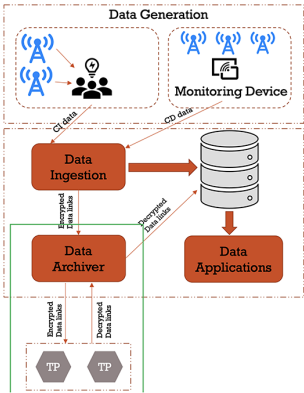 Data Generation
Monitoring Device
CI data
CD data
Data
Ingestion
Encrypted
Data links
Decrypted
Data links
Data
Archiver
Data
Applications
Encrypted
Data links
Decrypted
Data links
TP
TP